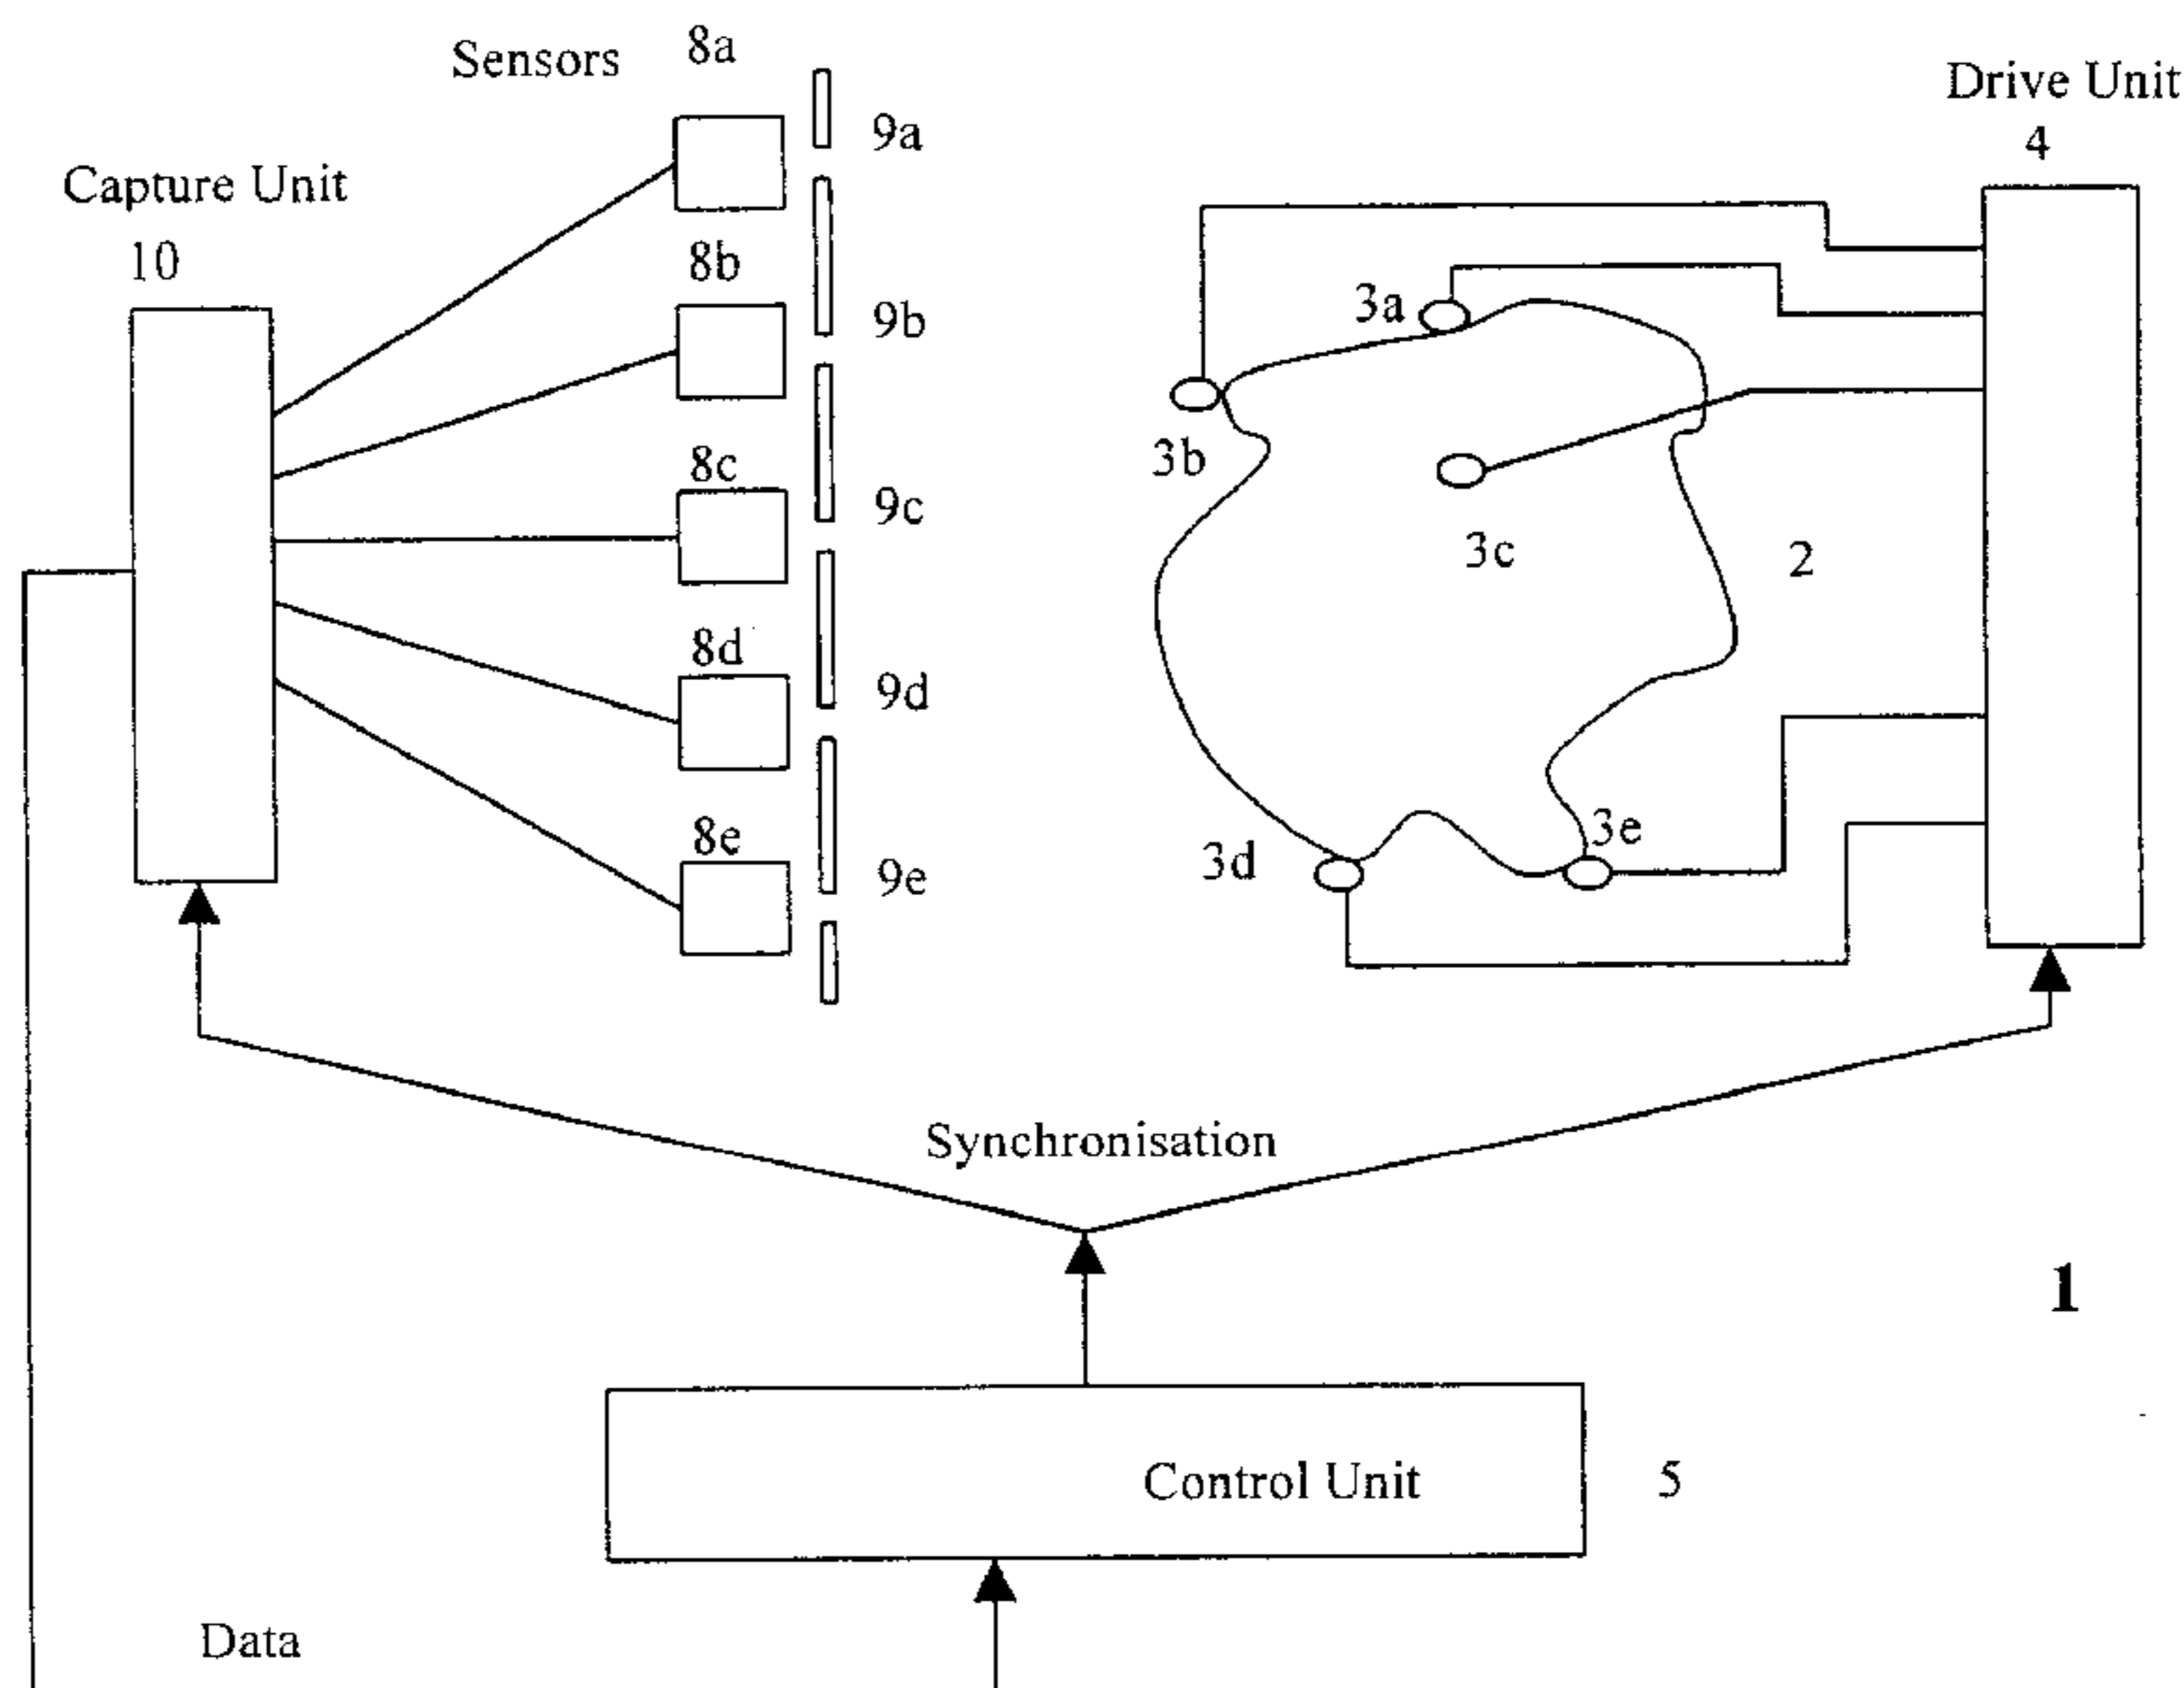 Sensors
8a
Drive Unit
4
9a
Capture Unit
10
8b
9b
3a
3b
8c
9c
3c
2
8d
9d
8e
9e
3d
3e
Synchronisation
1
Control Unit
5
Data